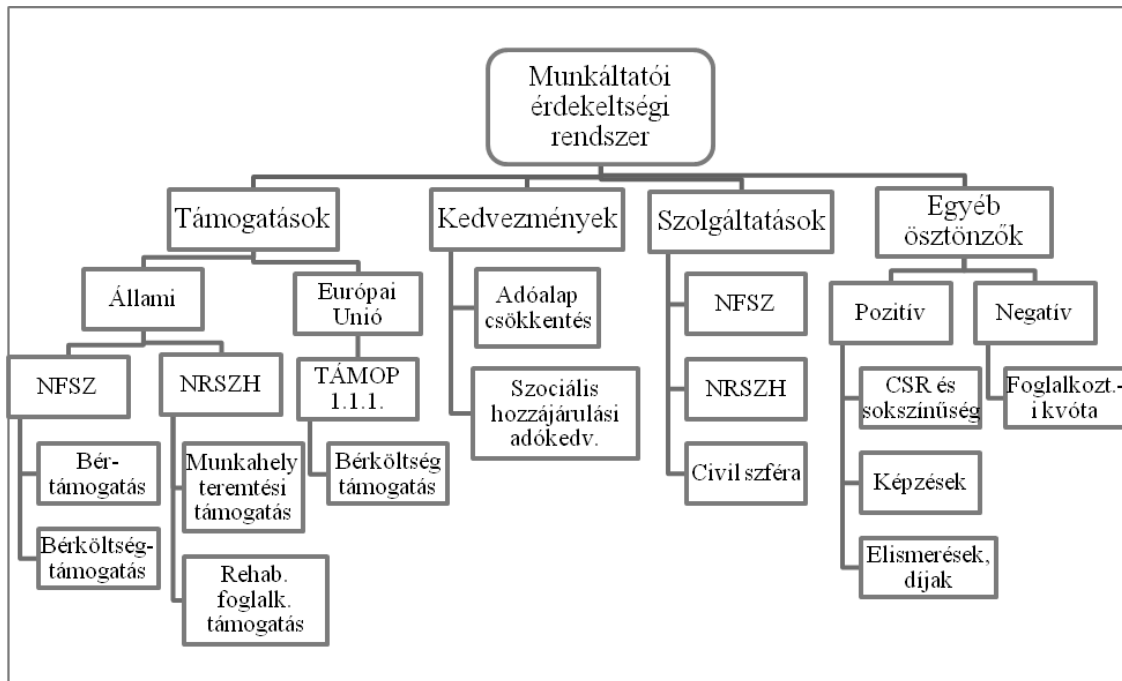 Munkáltatói
érdekeltségi
rendszer
Támogatások
Kedvezmények
Szolgáltatások
Egyéb
ösztönzők
Állami
Európai
Unió
NFSZ
NRSZH
TÁMOP
1.1.1.
Bér-
támogatás
Bérköltség-
támogatás
Munkahely
teremtési
támogatás
Rehab.
foglalk.
támogatás
Bérköltség
támogatás
Adóalap
csökkentés
Szociális
hozzájárulási
adókedv.
NFSZ
NRSZH
Civil szféra
Pozitív
Negatív
CSR és
sokszínűség
Képzések
Elismerések,
díjak
Foglalkozt.-
i kvóta